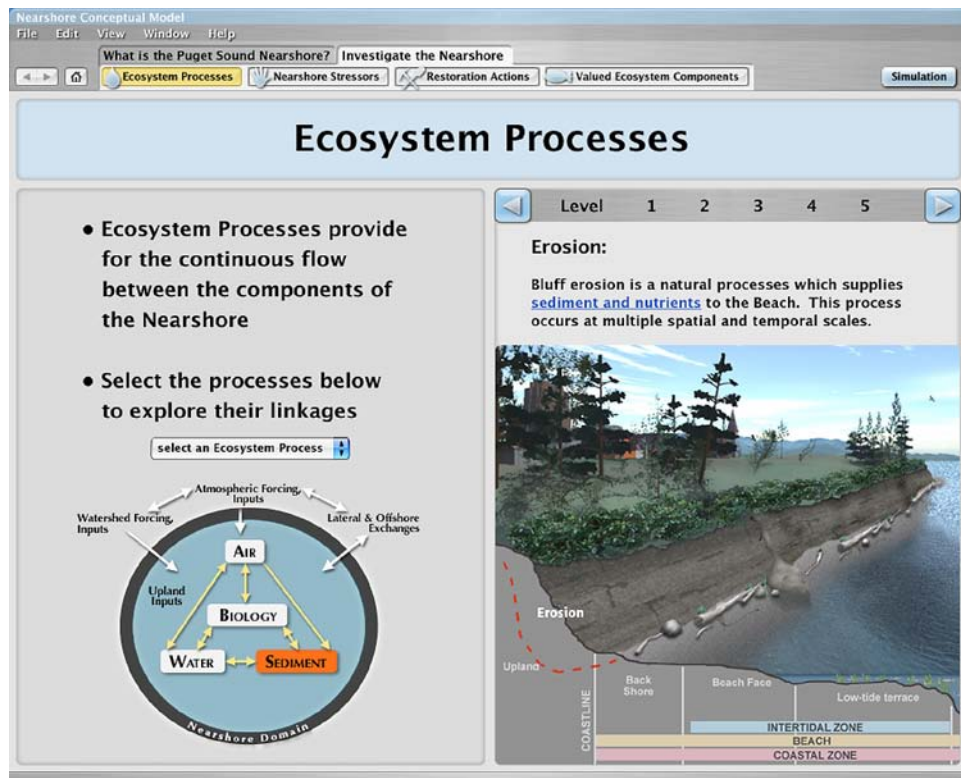 Nearshore Conceptual Model
File Edit View Window Help
What is the Puget Sound Nearshore? Investigate the Nearshore
Ecosystem Processes Nearshore Stressors Restoration Actions Valued Ecosystem Components Simulation
Ecosystem Processes
• Ecosystem Processes provide
for the continuous flow
between the components of
the Nearshore
• Select the processes below
to explore their linkages
select an Ecosystem Process
Atmospheric Forcing,
Inputs
Watershed Forcing,
Inputs
Lateral & Offshore
Exchanges
Upland
Inputs
AIR
BIOLOGY
WATER
SEDIMENT
Nearshore Domain
Level 1 2 3 4 5
Erosion:
Bluff erosion is a natural processes which supplies
sediment and nutrients to the Beach. This process
occurs at multiple spatial and temporal scales.
Erosion
Upland
COASTLINE
Back
Shore
Beach Face
Low-tide terrace
INTERTIDAL ZONE
BEACH
COASTAL ZONE